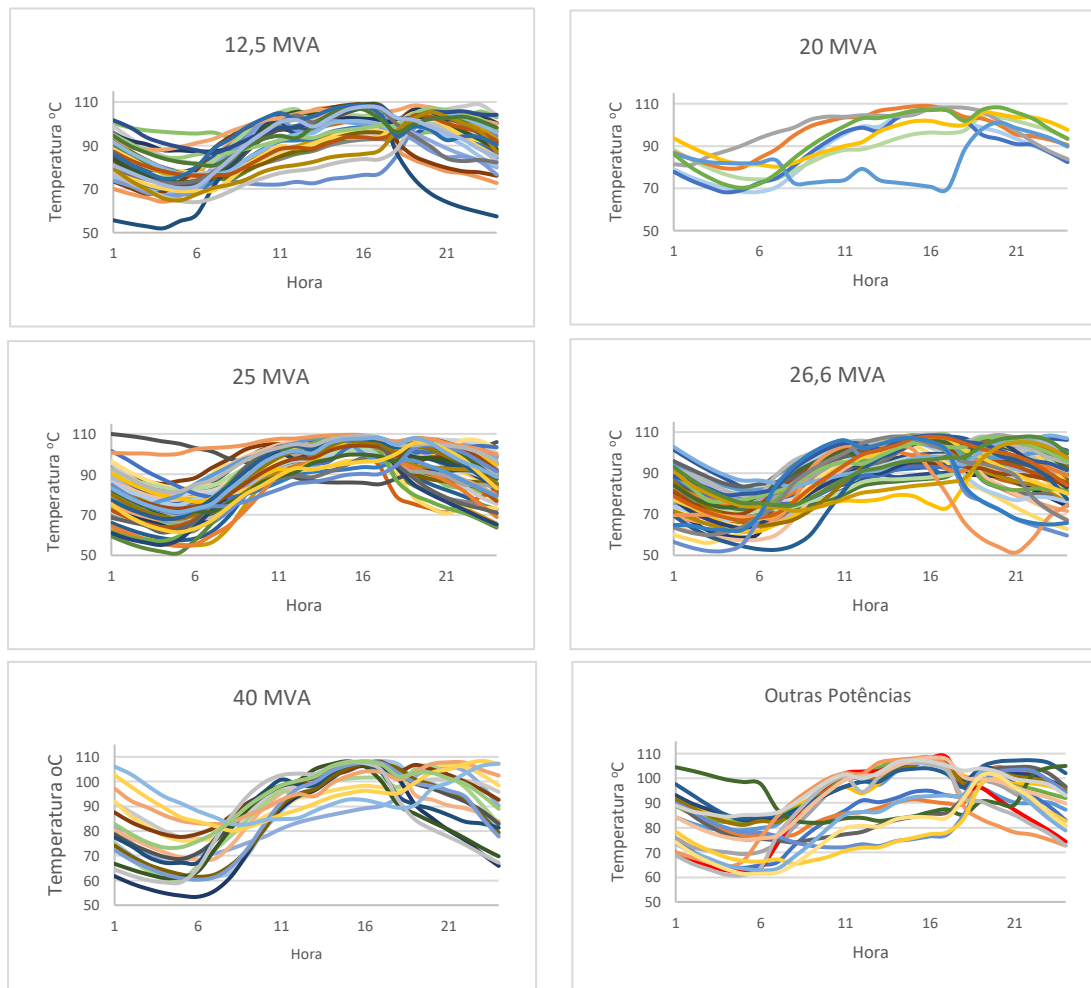 12,5 MVA
Temperatura ºC
110
90
70
50
1 6 11 16 21
Hora
20 MVA
Temperatura ºC
110
90
70
50
1 6 11 16 21
Hora
25 MVA
Temperatura ºC
110
90
70
50
1 6 11 16 21
Hora
26,6 MVA
Temperatura ºC
110
90
70
50
1 6 11 16 21
Hora
40 MVA
Temperatura oC
110
100
90
80
70
60
50
1 6 11 16 21
Hora
Outras Potências
Temperatura ºC
110
100
90
80
70
60
50
1 6 11 16 21
Hora